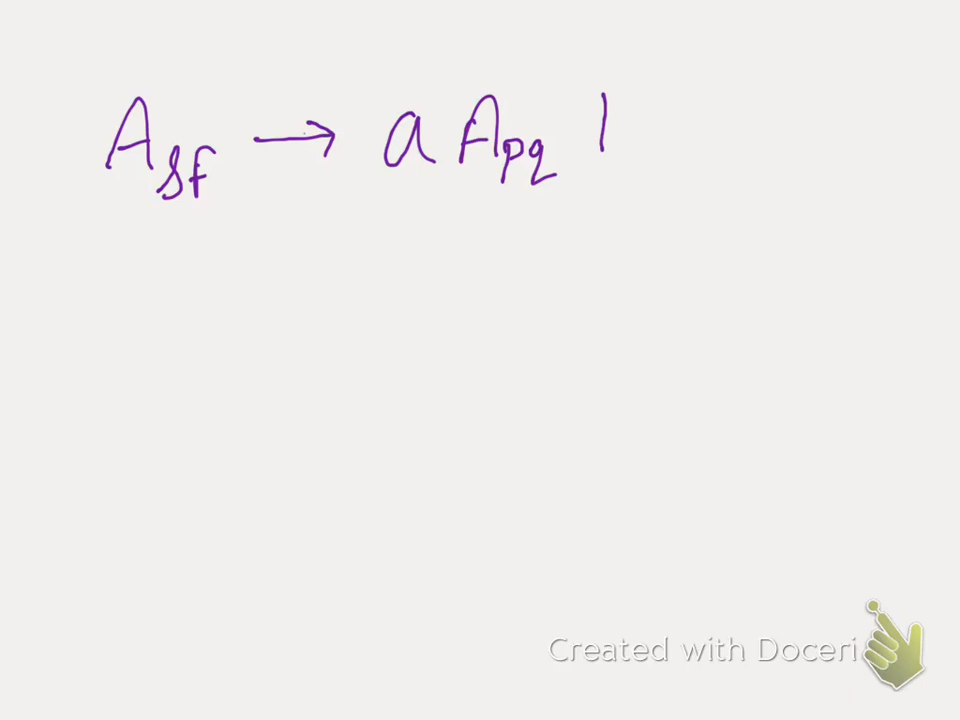 A_sf → a A_pq |
Created with Doceri